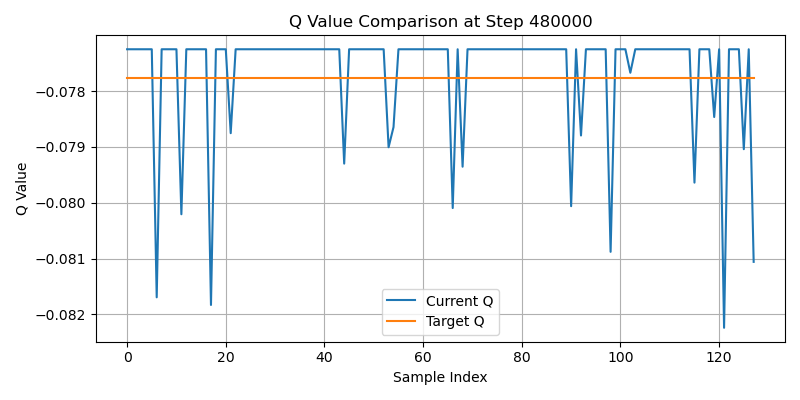 Q Value Comparison at Step 480000
Q Value
−0.078
−0.079
−0.080
−0.081
−0.082
Current Q
Target Q
0 20 40 60 80 100 120
Sample Index